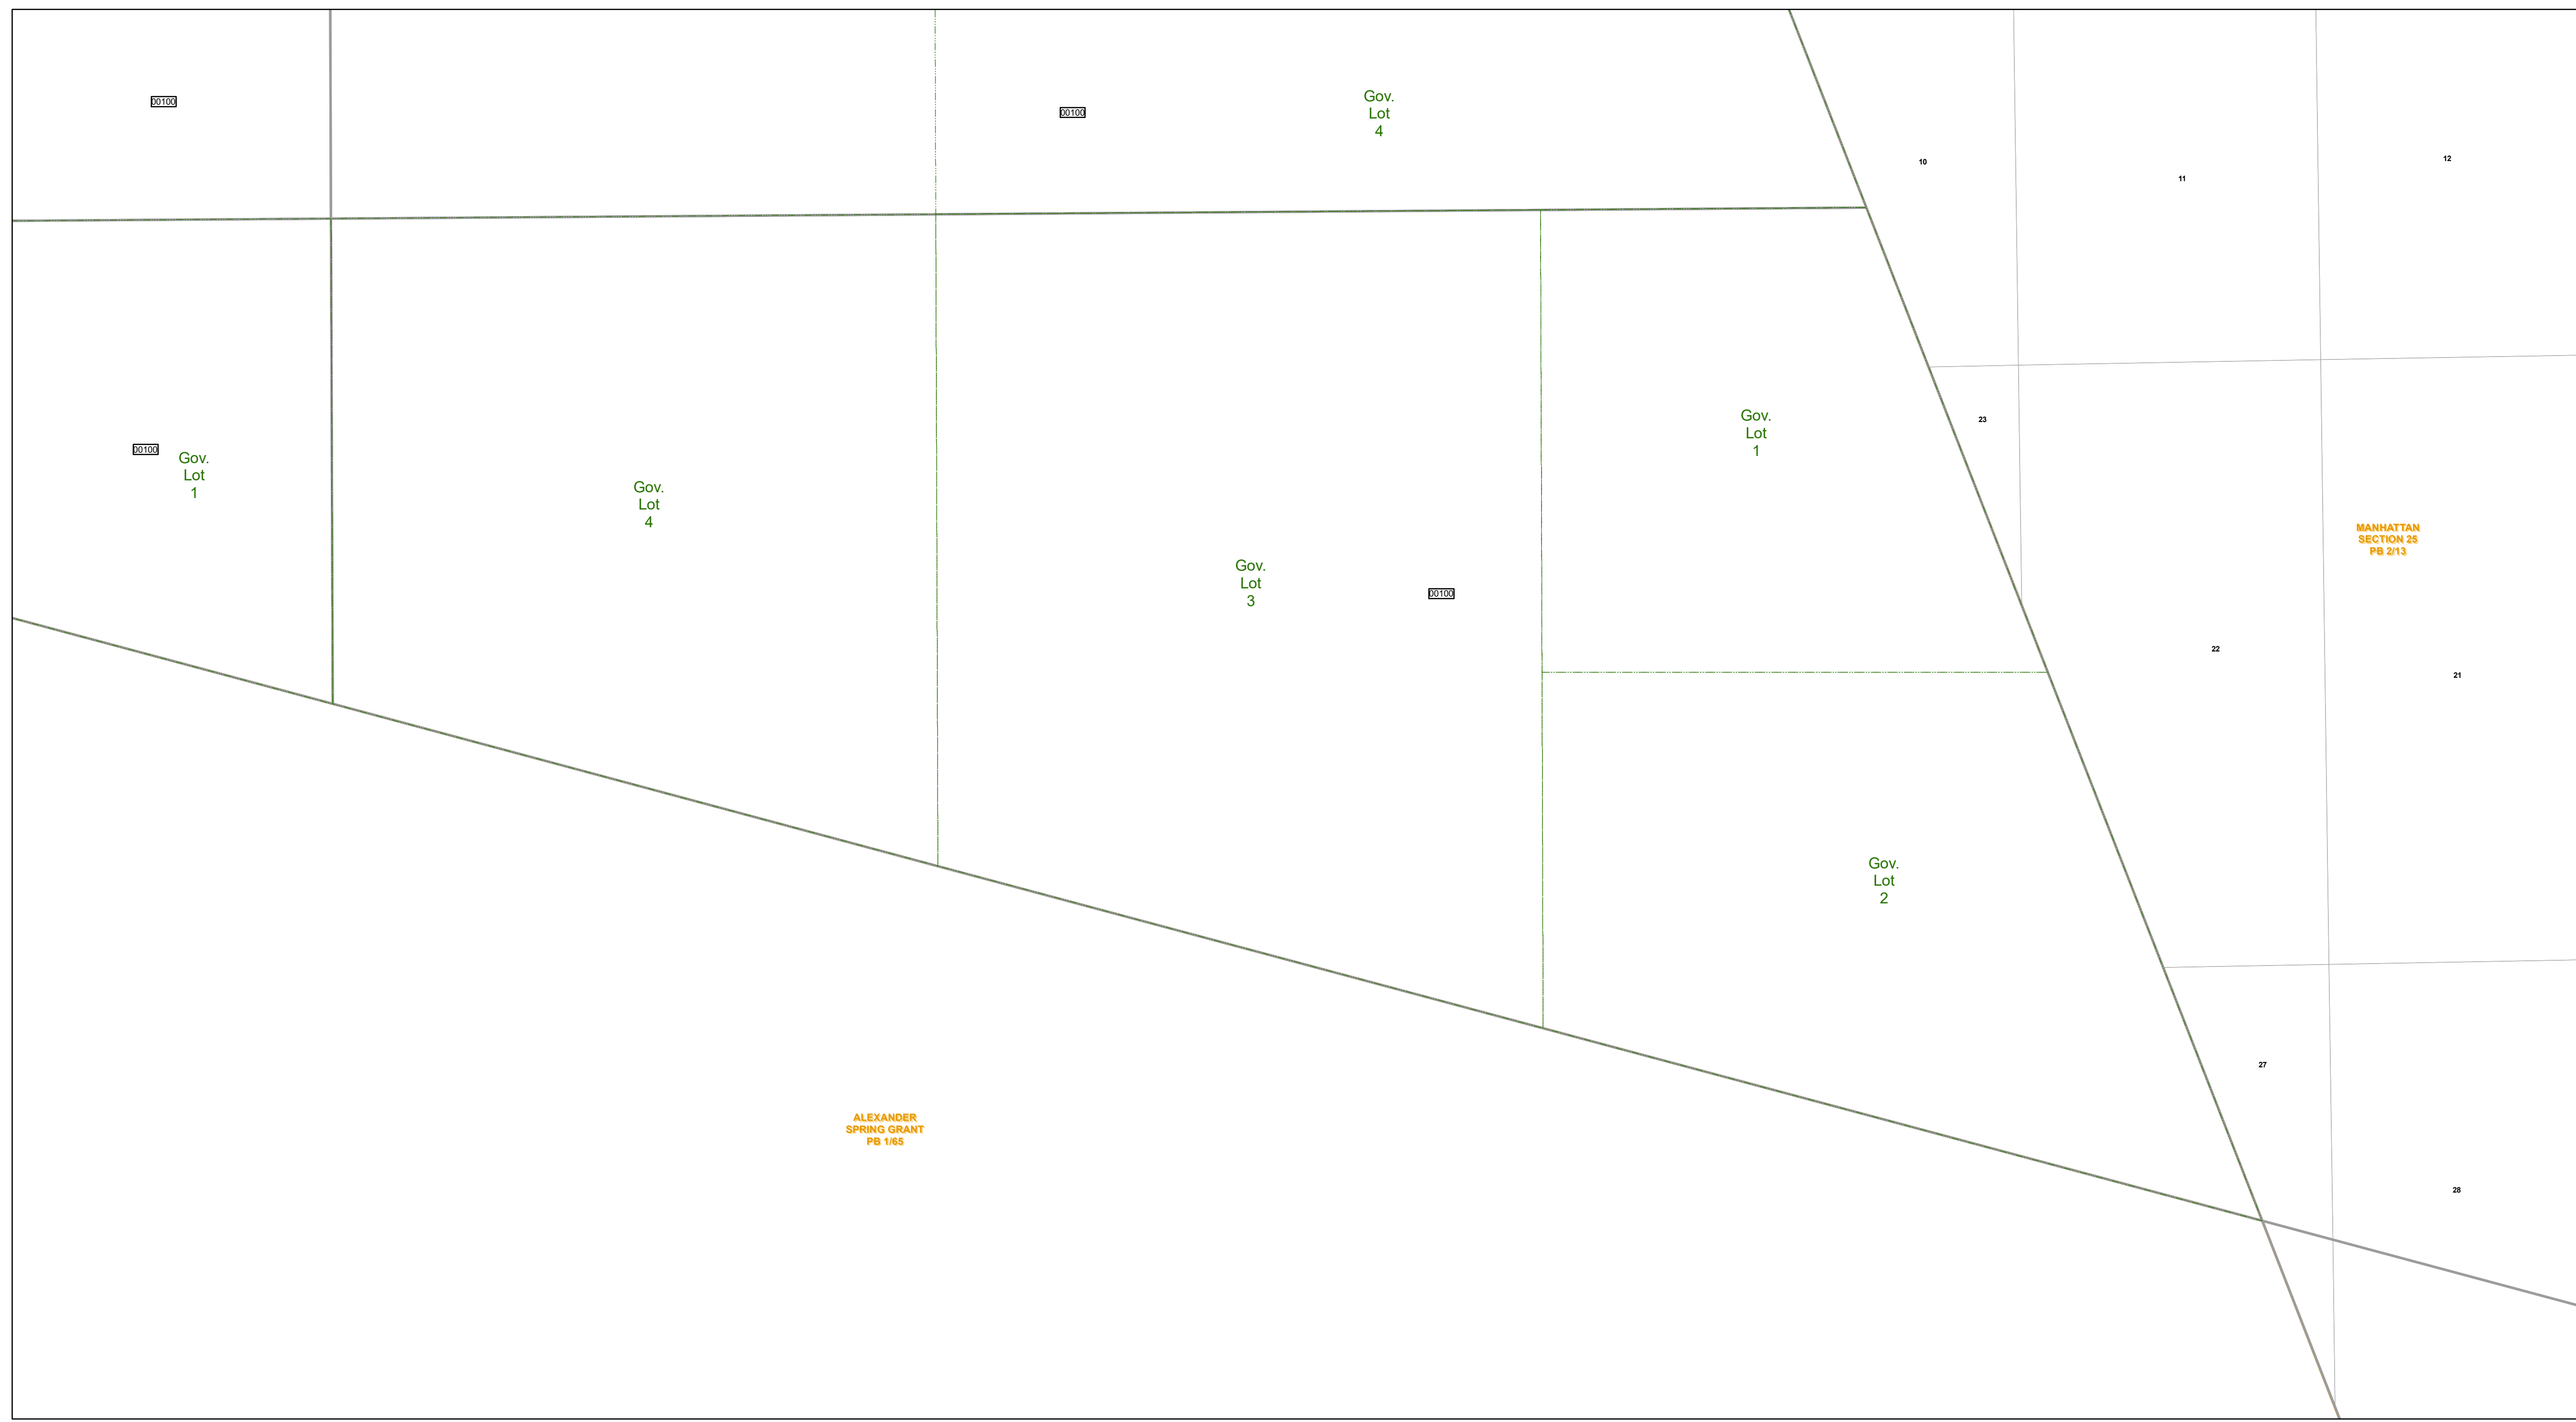 00100
00100
Gov.
Lot
4
10
11
12
00100
Gov.
Lot
1
Gov.
Lot
4
Gov.
Lot
3
00100
Gov.
Lot
1
23
MANHATTAN
SECTION 25
PB 2/13
22
21
Gov.
Lot
2
27
ALEXANDER
SPRING GRANT
PB 1/65
28